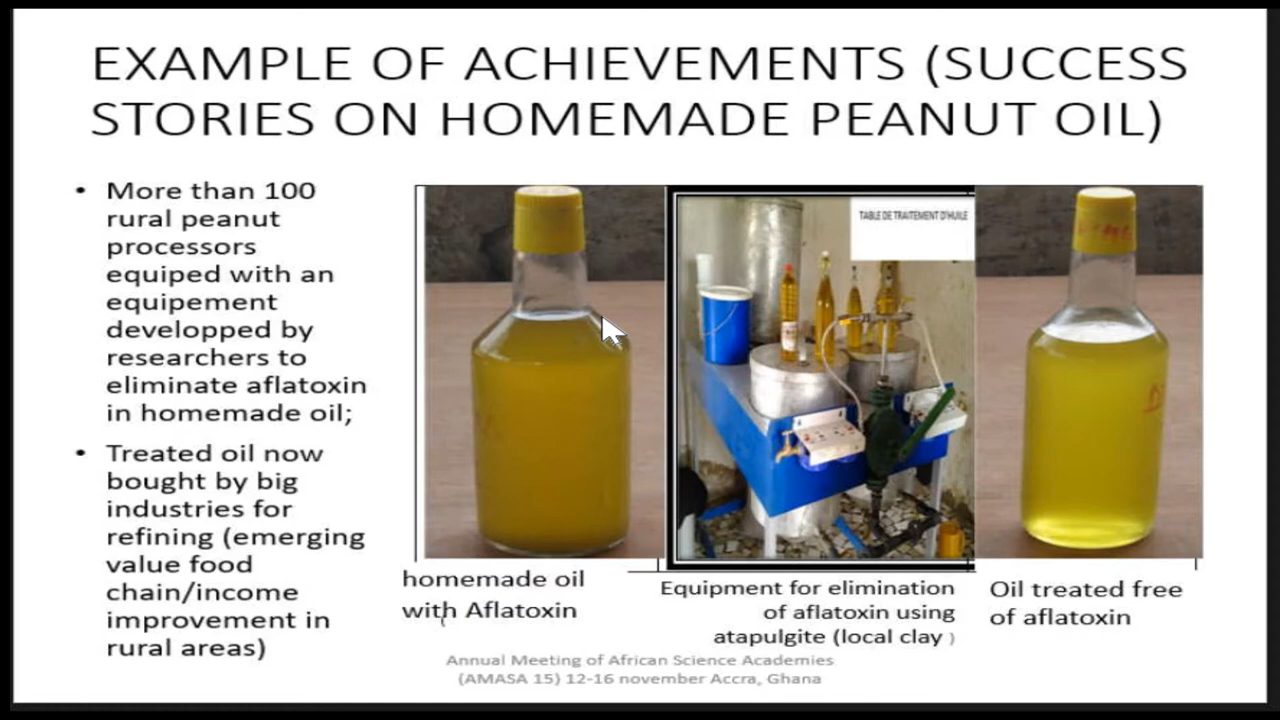 EXAMPLE OF ACHIEVEMENTS (SUCCESS
STORIES ON HOMEMADE PEANUT OIL)
• More than 100
rural peanut
processors
equiped with an
equipement
developped by
researchers to
eliminate aflatoxin
in homemade oil;
• Treated oil now
bought by big
industries for
refining (emerging
value food
chain/income
improvement in
rural areas)
TABLE DE TRAITEMENT D'HUILE
homemade oil
with Aflatoxin
(
Equipment for elimination
of aflatoxin using
atapulgite (local clay )
Oil treated free
of aflatoxin
Annual Meeting of African Science Academies
(AMASA 15) 12-16 november Accra, Ghana